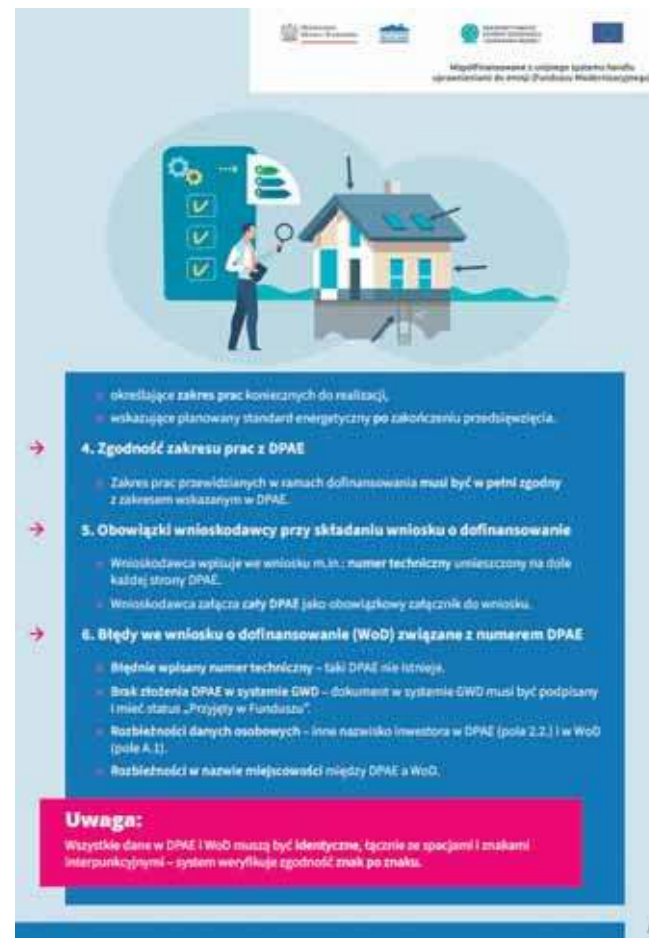 Współfinansowane z unijnego systemu handlu
uprawnieniami do emisji (Funduszu Modernizacyjnego)
określające zakres prac koniecznych do realizacji,
wskazujące planowany standard energetyczny po zakończeniu przedsięwzięcia.
4. Zgodność zakresu prac z DPAE
Zakres prac przewidzianych w ramach dofinansowania musi być w pełni zgodny
z zakresem wskazanym w DPAE.
5. Obowiązki wnioskodawcy przy składaniu wniosku o dofinansowanie
Wnioskodawca wpisuje we wniosku m.in.: numer techniczny umieszczony na dole
każdej strony DPAE.
Wnioskodawca załącza cały DPAE jako obowiązkowy załącznik do wniosku.
6. Błędy we wniosku o dofinansowanie (WoD) związane z numerem DPAE
Błędnie wpisany numer techniczny – taki DPAE nie istnieje.
Brak złożenia DPAE w systemie GWD – dokument w systemie GWD musi być podpisany
i mieć status „Przyjęty w Funduszu”.
Rozbieżności danych osobowych – inne nazwisko inwestora w DPAE (pole 2.2.) i w WoD
(pole A.1).
Rozbieżności w nazwie miejscowości między DPAE a WoD.
Uwaga:
Wszystkie dane w DPAE i WoD muszą być identyczne, łącznie ze spacjami i znakami
interpunkcyjnymi – system weryfikuje zgodność znak po znaku.